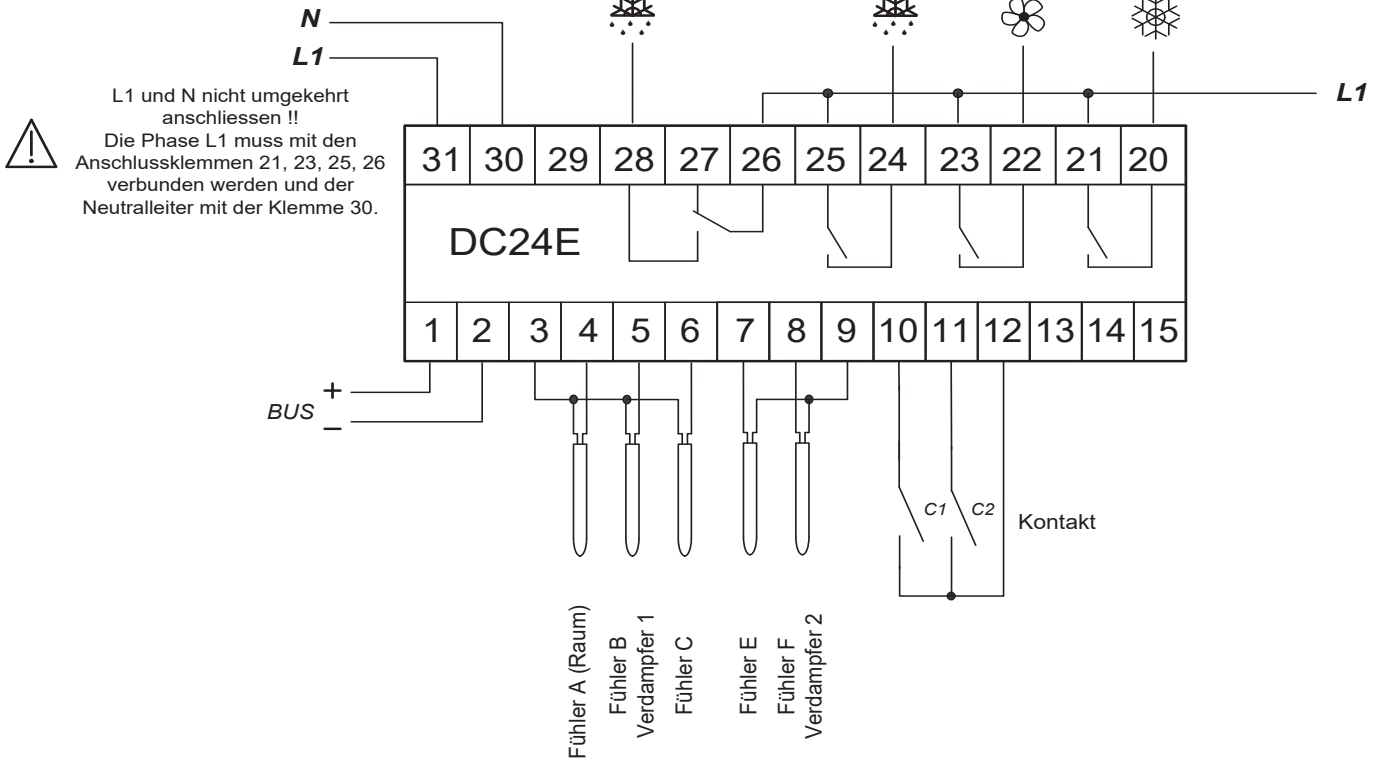 N
L1
L1 und N nicht umgekehrt
anschliessen !!
Die Phase L1 muss mit den
Anschlussklemmen 21, 23, 25, 26
verbunden werden und der
Neutralleiter mit der Klemme 30.
L1
31 30 29 28 27 26 25 24 23 22 21 20
DC24E
1 2 3 4 5 6 7 8 9 10 11 12 13 14 15
+
BUS
–
C1 C2 Kontakt
Fühler A (Raum)
Fühler B
Verdampfer 1
Fühler C
Fühler E
Fühler F
Verdampfer 2